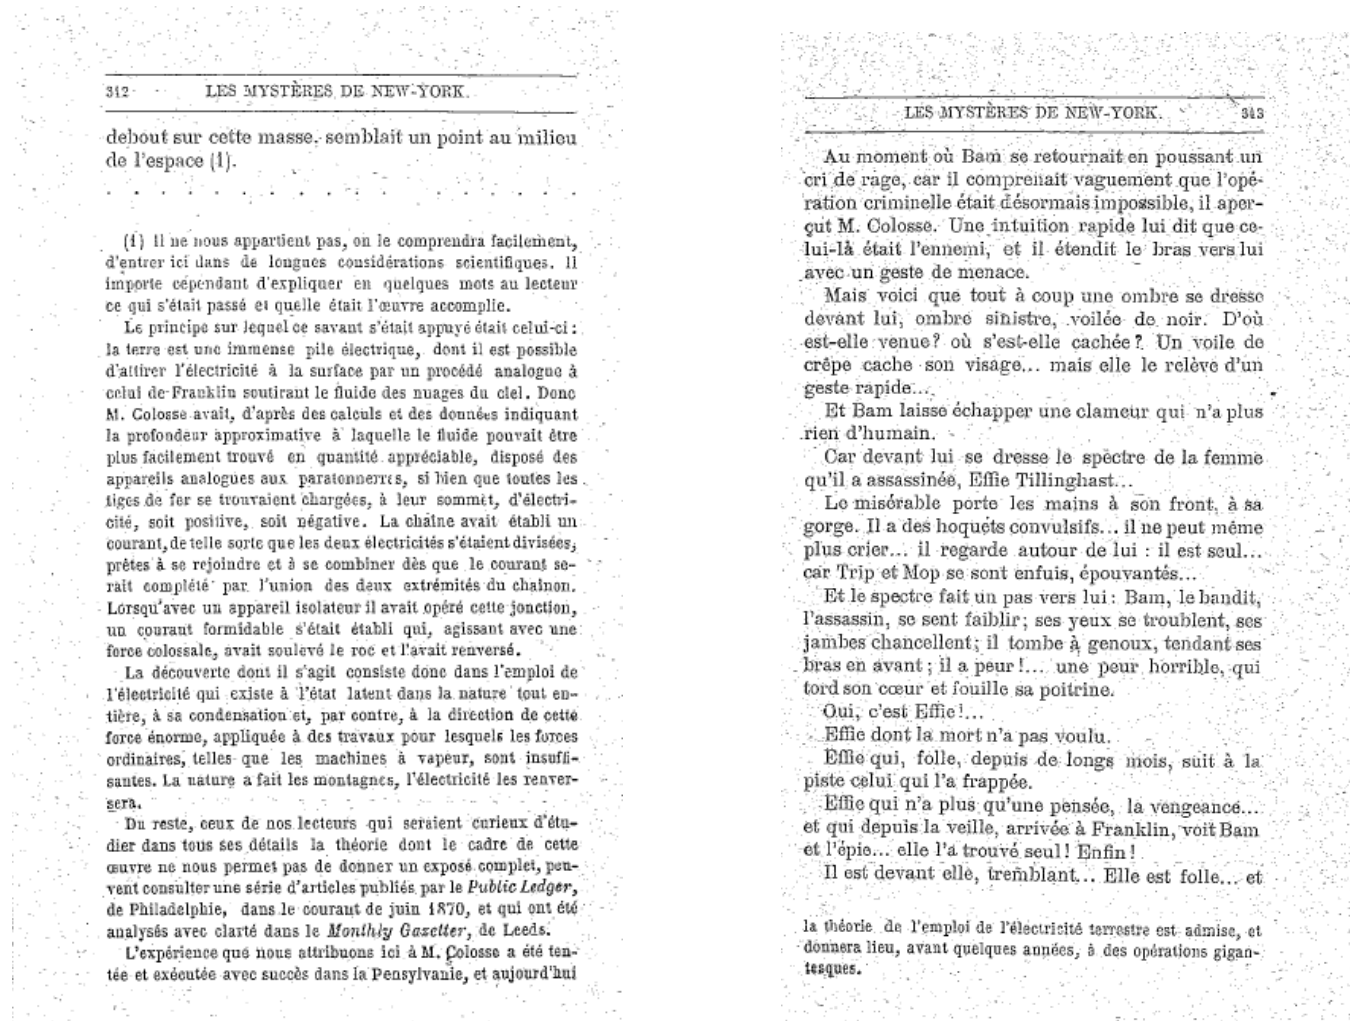 312 LES MYSTÈRES DE NEW-YORK.
debout sur cette masse, semblait un point au milieu
de l'espace (1).
. . . . . . . . . . . . . . . . . .
(1) Il ne nous appartient pas, on le comprendra facilement,
d'entrer ici dans de longues considérations scientifiques. Il
importe cépendant d'expliquer en quelques mots au lecteur
ce qui s'était passé et quelle était l'œuvre accomplie.
Le principe sur lequel ce savant s'était appuyé était celui-ci :
la terre est une immense pile électrique, dont il est possible
d'attirer l'électricité à la surface par un procédé analogue à
celui de Franklin soutirant le fluide des nuages du ciel. Donc
M. Colosse avait, d'après des calculs et des données indiquant
la profondeur approximative à laquelle le fluide pouvait être
plus facilement trouvé en quantité appréciable, disposé des
appareils analogues aux paratonnerres, si bien que toutes les
tiges de fer se trouvaient chargées, à leur sommet, d'électri-
cité, soit positive, soit négative. La chaîne avait établi un
courant, de telle sorte que les deux électricités s'étaient divisées,
prêtes à se rejoindre et à se combiner dès que le courant se-
rait complété par l'union des deux extrémités du chaînon.
Lorsqu'avec un appareil isolateur il avait opéré cette jonction,
un courant formidable s'était établi qui, agissant avec une
force colossale, avait soulevé le roc et l'avait renversé.
La découverte dont il s'agit consiste donc dans l'emploi de
l'électricité qui existe à l'état latent dans la nature tout en-
tière, à sa condensation et, par contre, à la direction de cette
force énorme, appliquée à des travaux pour lesquels les forces
ordinaires, telles que les machines à vapeur, sont insuffi-
santes. La nature a fait les montagnes, l'électricité les renver-
sera.
Du reste, ceux de nos lecteurs qui seraient curieux d'étu-
dier dans tous ses détails la théorie dont le cadre de cette
œuvre ne nous permet pas de donner un exposé complet, peu-
vent consulter une série d'articles publiés par le Public Ledger,
de Philadelphie, dans le courant de juin 1870, et qui ont été
analysés avec clarté dans le Monthly Gazetter, de Leeds.
L'expérience que nous attribuons ici à M. Colosse a été ten-
tée et exécutée avec succès dans la Pensylvanie, et aujourd'hui
LES MYSTÈRES DE NEW-YORK. 343
Au moment où Bam se retournait en poussant un
cri de rage, car il comprenait vaguement que l'opé-
ration criminelle était désormais impossible, il aper-
çut M. Colosse. Une intuition rapide lui dit que ce-
lui-là était l'ennemi, et il étendit le bras vers lui
avec un geste de menace.
Mais voici que tout à coup une ombre se dresse
devant lui, ombre sinistre, voilée de noir. D'où
est-elle venue? où s'est-elle cachée? Un voile de
crêpe cache son visage... mais elle le relève d'un
geste rapide...
Et Bam laisse échapper une clameur qui n'a plus
rien d'humain.
Car devant lui se dresse le spectre de la femme
qu'il a assassinée, Effie Tillinghast...
Le misérable porte les mains à son front, à sa
gorge. Il a des hoquets convulsifs... il ne peut même
plus crier... il regarde autour de lui : il est seul...
car Trip et Mop se sont enfuis, épouvantés...
Et le spectre fait un pas vers lui : Bam, le bandit,
l'assassin, se sent faiblir; ses yeux se troublent, ses
jambes chancellent; il tombe à genoux, tendant ses
bras en avant ; il a peur !... une peur horrible, qui
tord son cœur et fouille sa poitrine.
Oui, c'est Effie !...
Effie dont la mort n'a pas voulu.
Effie qui, folle, depuis de longs mois, suit à la
piste celui qui l'a frappée.
Effie qui n'a plus qu'une pensée, la vengeance...
et qui depuis la veille, arrivée à Franklin, voit Bam
et l'épie... elle l'a trouvé seul ! Enfin !
Il est devant elle, tremblant... Elle est folle... et
la théorie de l'emploi de l'électricité terrestre est admise, et
donnera lieu, avant quelques années, à des opérations gigan-
tesques.